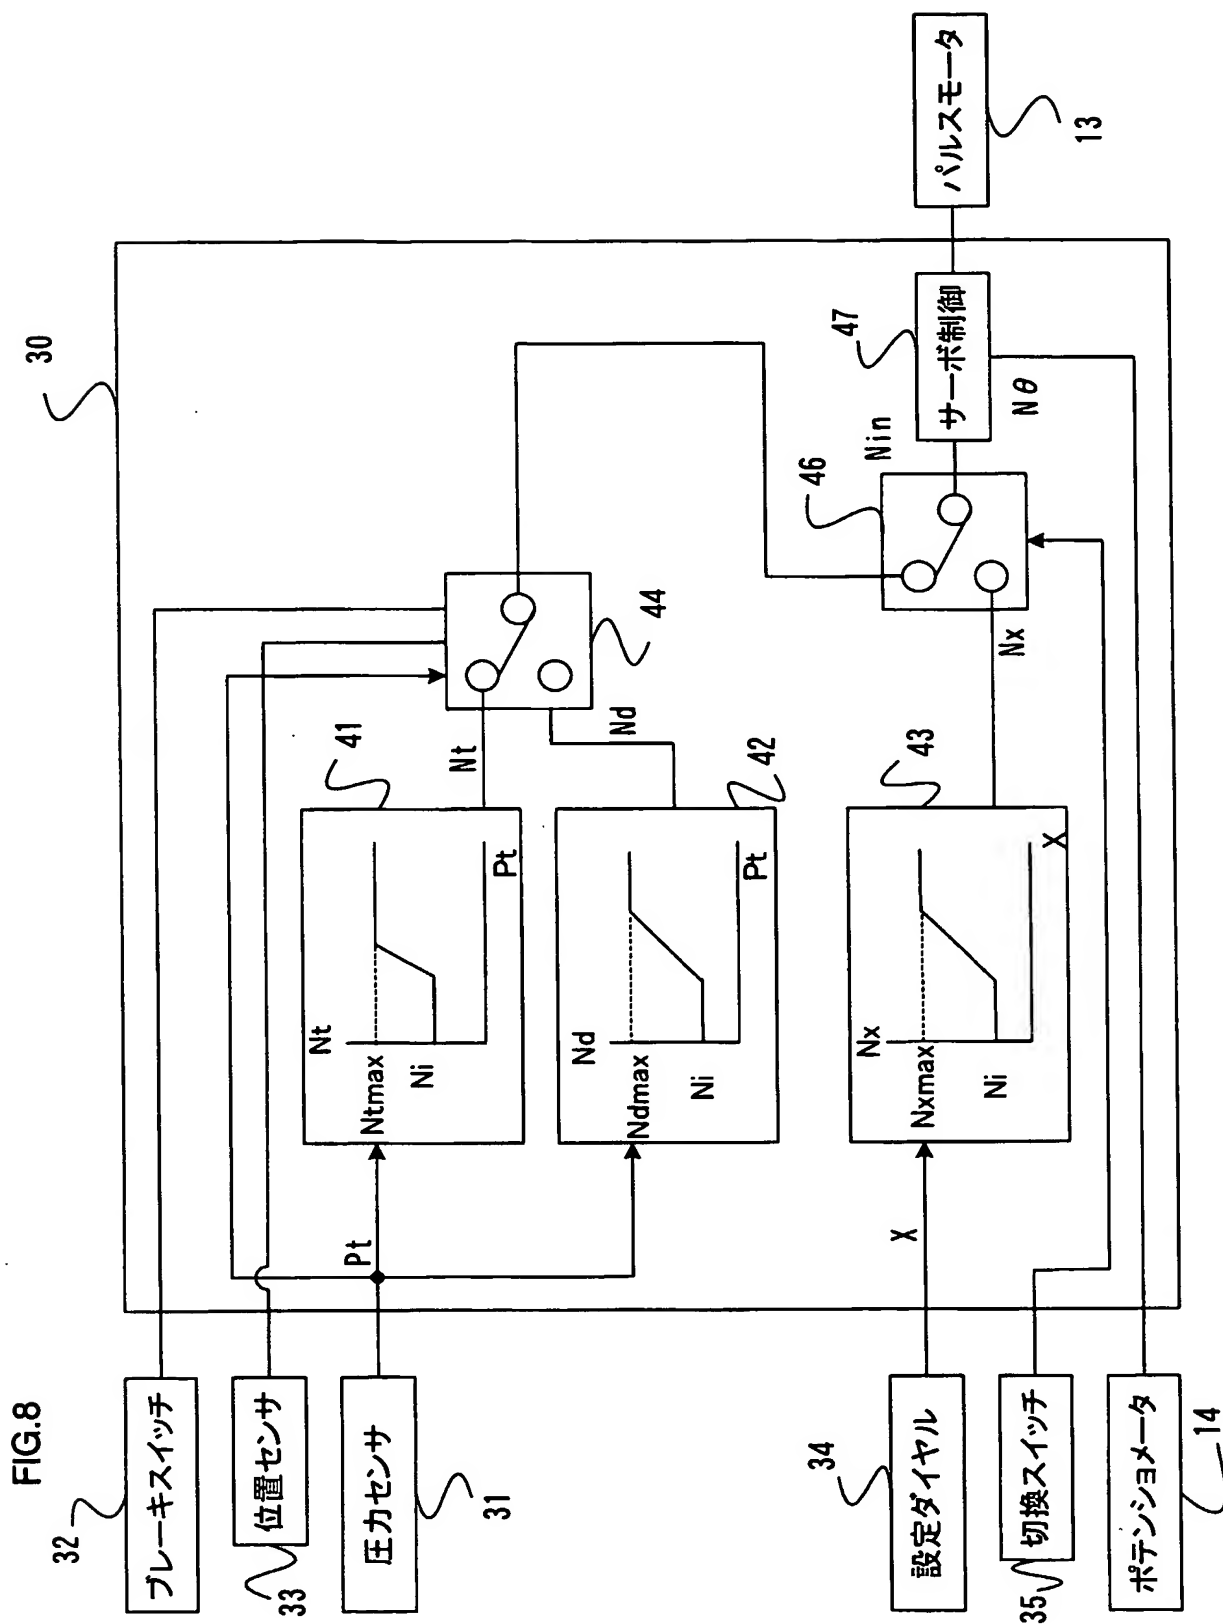 FIG.8
30
32
ブレーキスイッチ
33
位置センサ
31
圧力センサ
34
設定ダイヤル
35
切換スイッチ
14
ポテンショメータ
Pt
X
41
Nt
Ntmax
Ni
Pt
Nt
42
Nd
Ndmax
Ni
Pt
Nd
43
Nx
Nxmax
Ni
X
Nx
44
46
Nin
47
サーボ制御
Nθ
パルスモータ
13